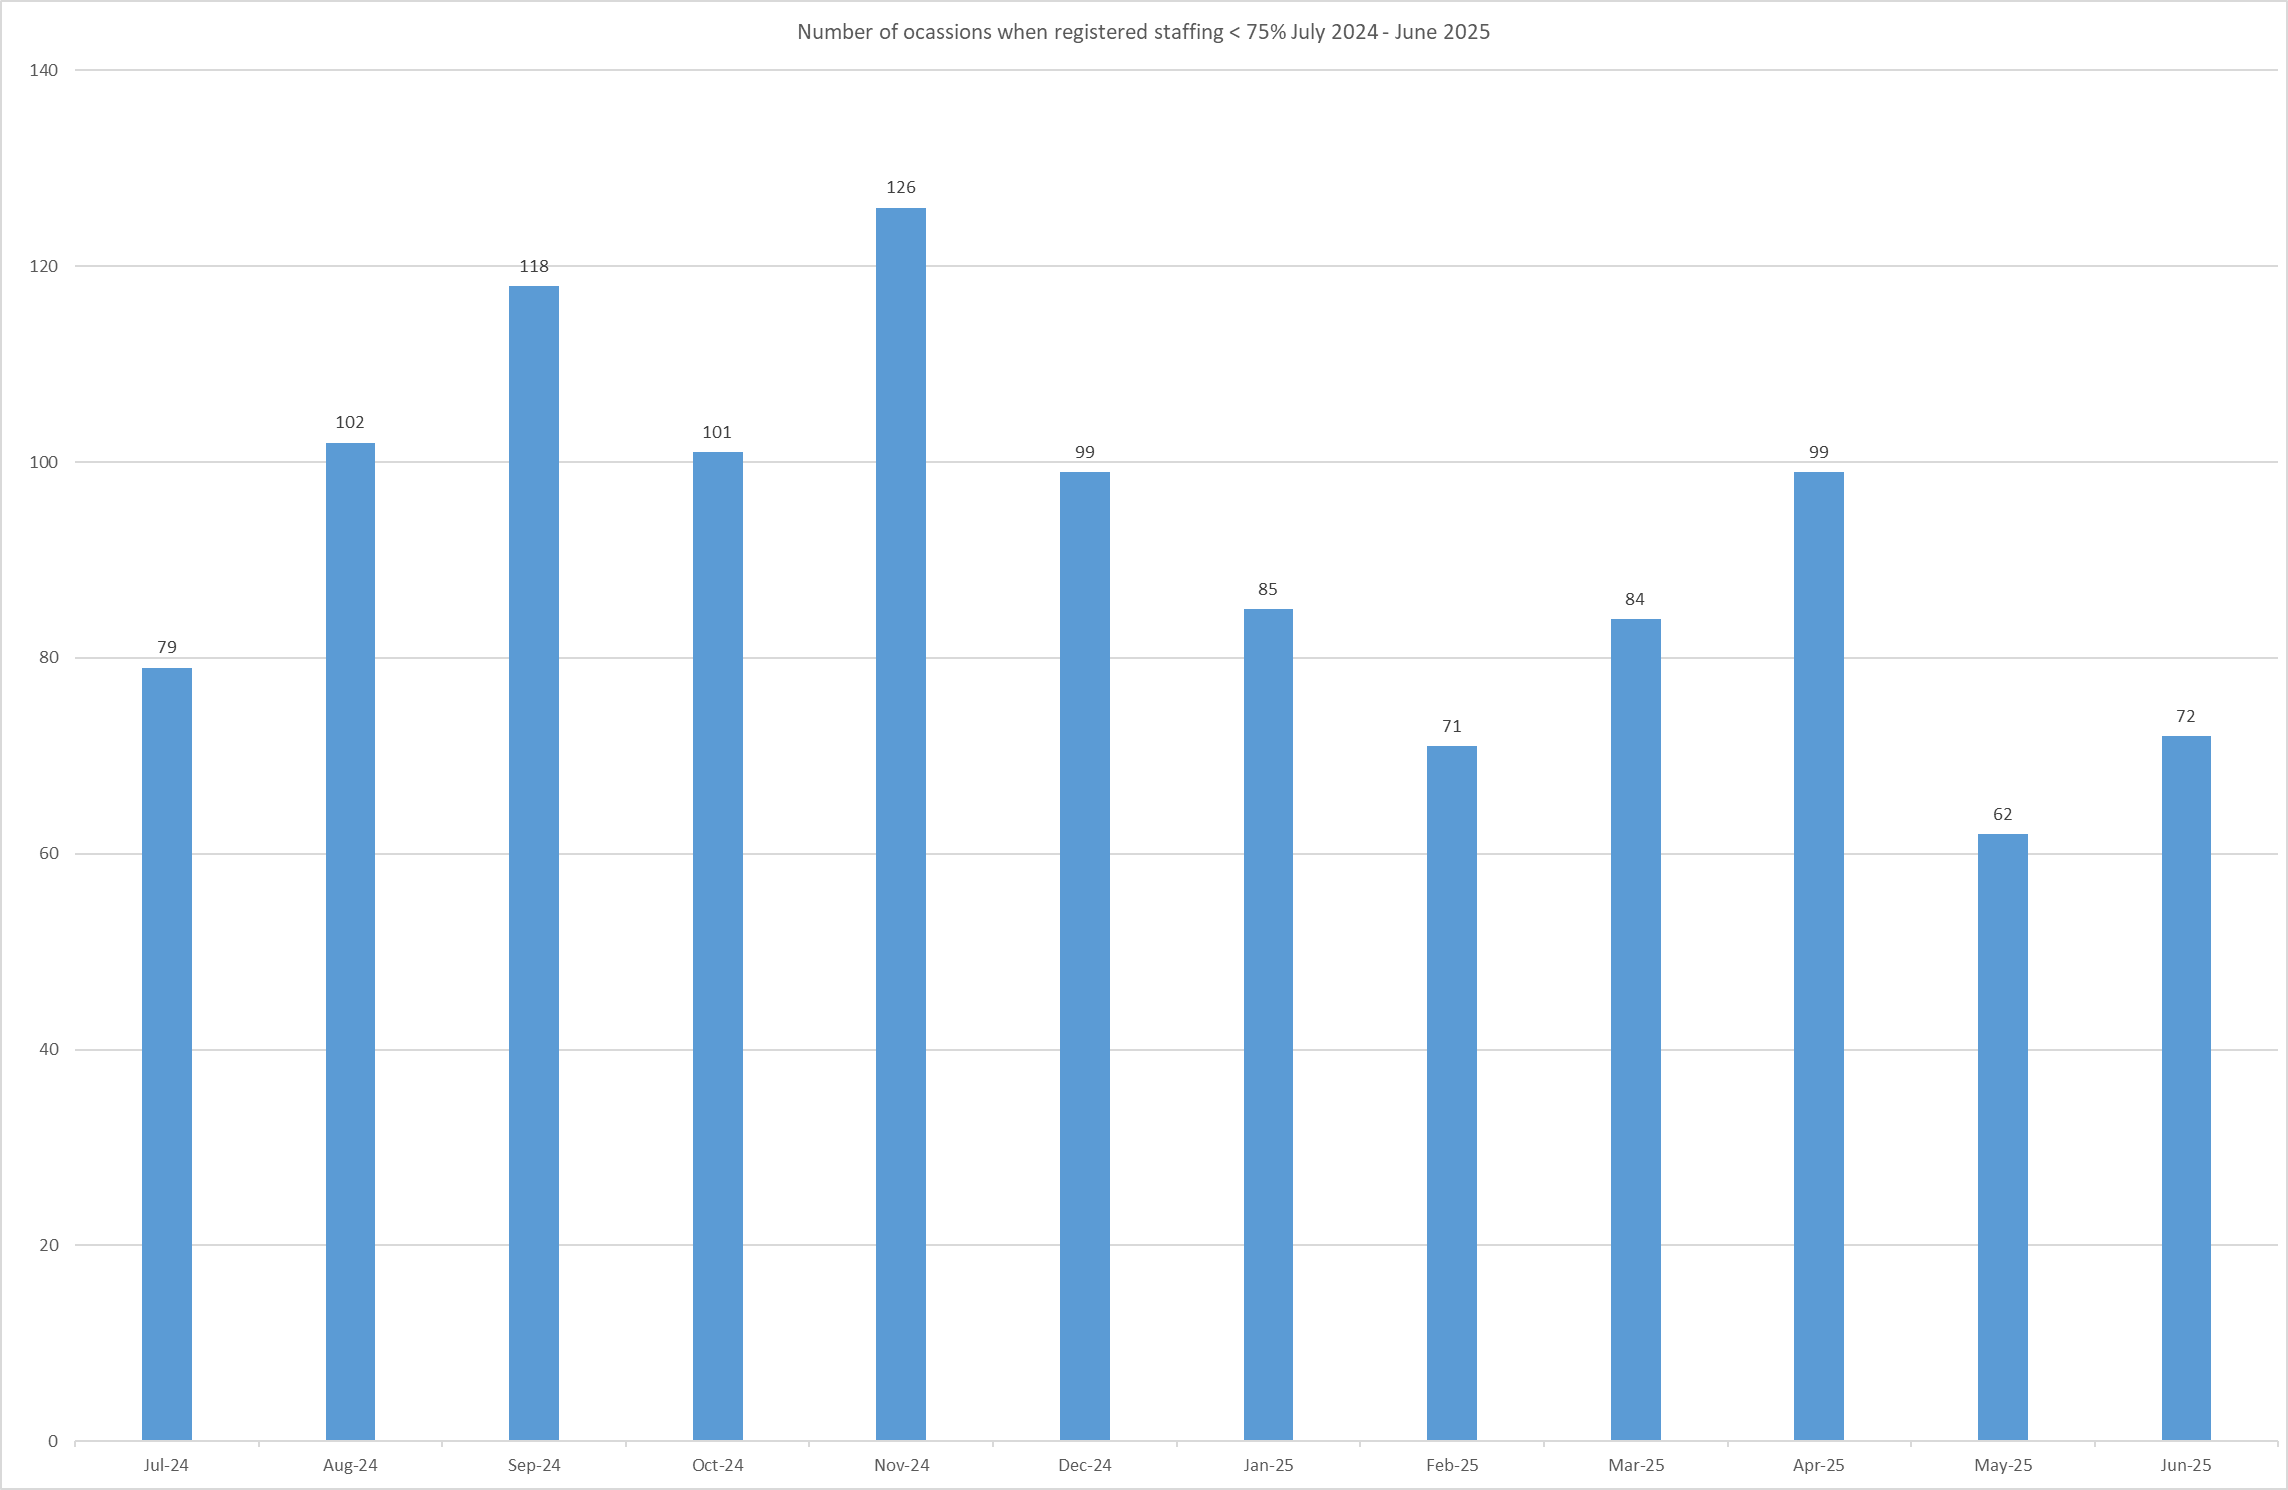 Number of ocassions when registered staffing < 75% July 2024 - June 2025
140
120
100
80
60
40
20
0
79
102
118
101
126
99
85
71
84
99
62
72
Jul-24
Aug-24
Sep-24
Oct-24
Nov-24
Dec-24
Jan-25
Feb-25
Mar-25
Apr-25
May-25
Jun-25